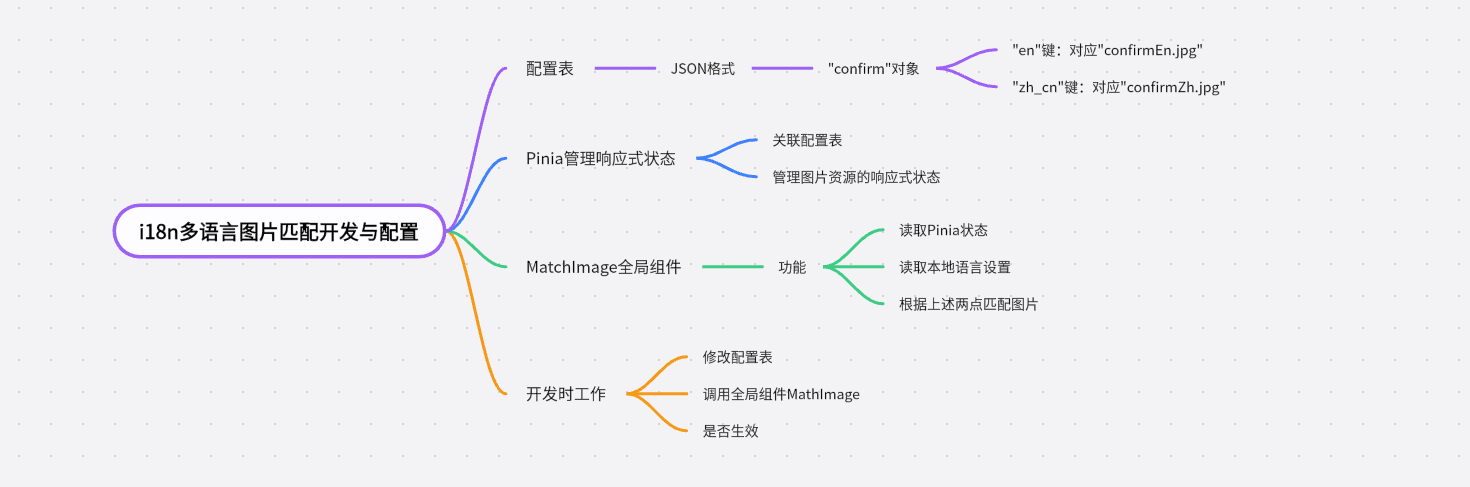 i18n多语言图片匹配开发与配置
配置表
JSON格式
"confirm"对象
"en"键：对应"confirmEn.jpg"
"zh_cn"键：对应"confirmZh.jpg"
Pinia管理响应式状态
关联配置表
管理图片资源的响应式状态
MatchImage全局组件
功能
读取Pinia状态
读取本地语言设置
根据上述两点匹配图片
开发时工作
修改配置表
调用全局组件MathImage
是否生效